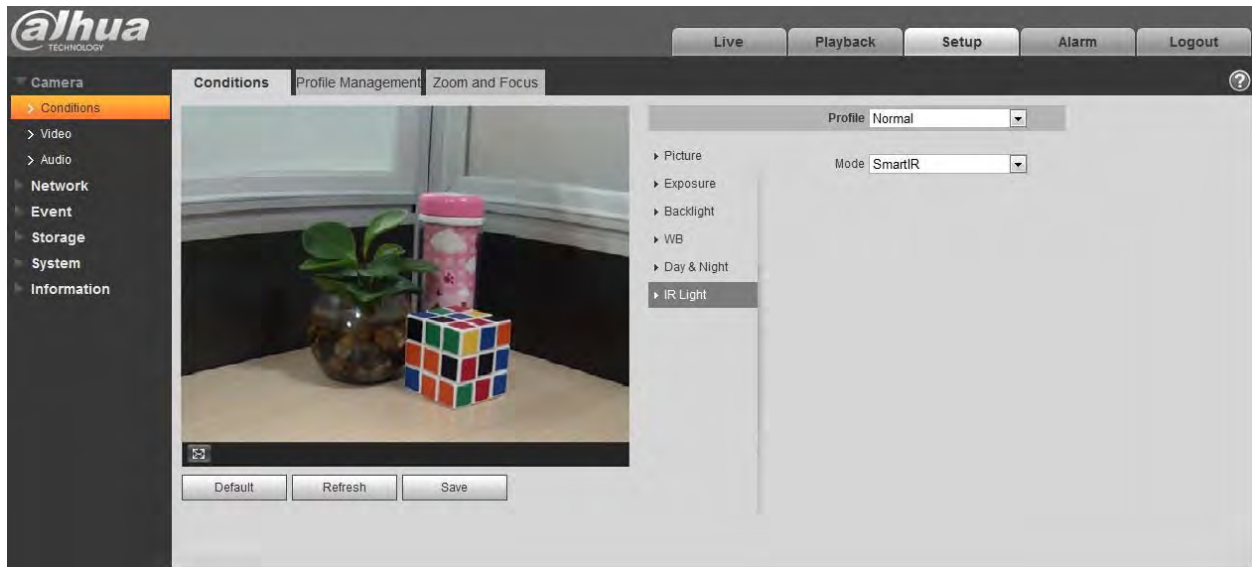 alhua
TECHNOLOGY
Live
Playback
Setup
Alarm
Logout
Camera
Conditions
Video
Audio
Network
Event
Storage
System
Information
Conditions
Profile Management
Zoom and Focus
?
Profile Normal
Picture
Exposure
Backlight
WB
Day & Night
IR Light
Mode SmartIR
Default
Refresh
Save